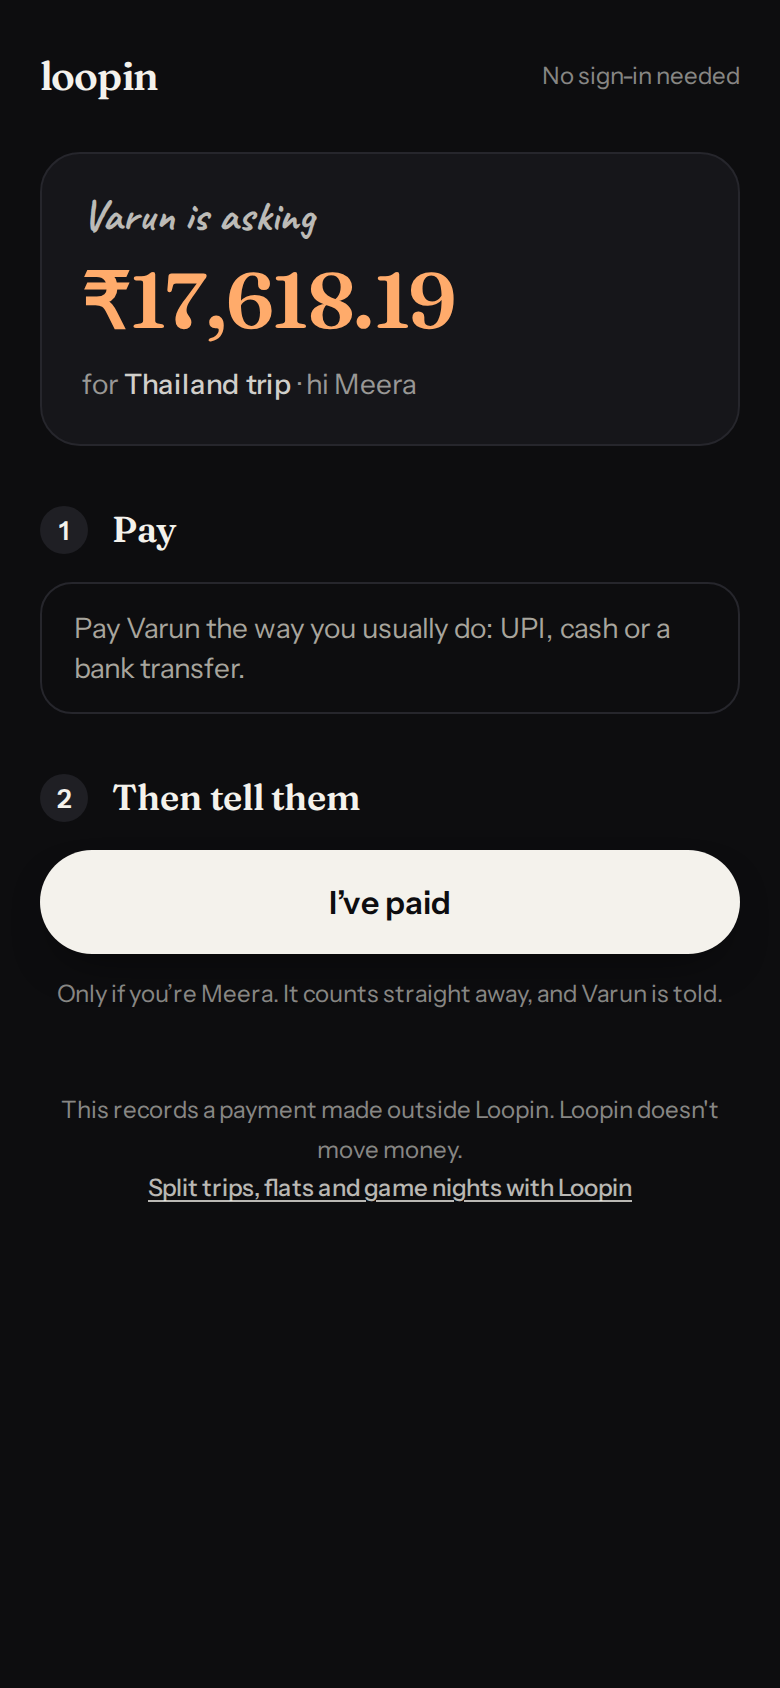 loopin
No sign-in needed
Varun is asking
₹17,618.19
for Thailand trip · hi Meera
1 Pay
Pay Varun the way you usually do: UPI, cash or a
bank transfer.
2 Then tell them
I’ve paid
Only if you’re Meera. It counts straight away, and Varun is told.
This records a payment made outside Loopin. Loopin doesn't
move money.
Split trips, flats and game nights with Loopin